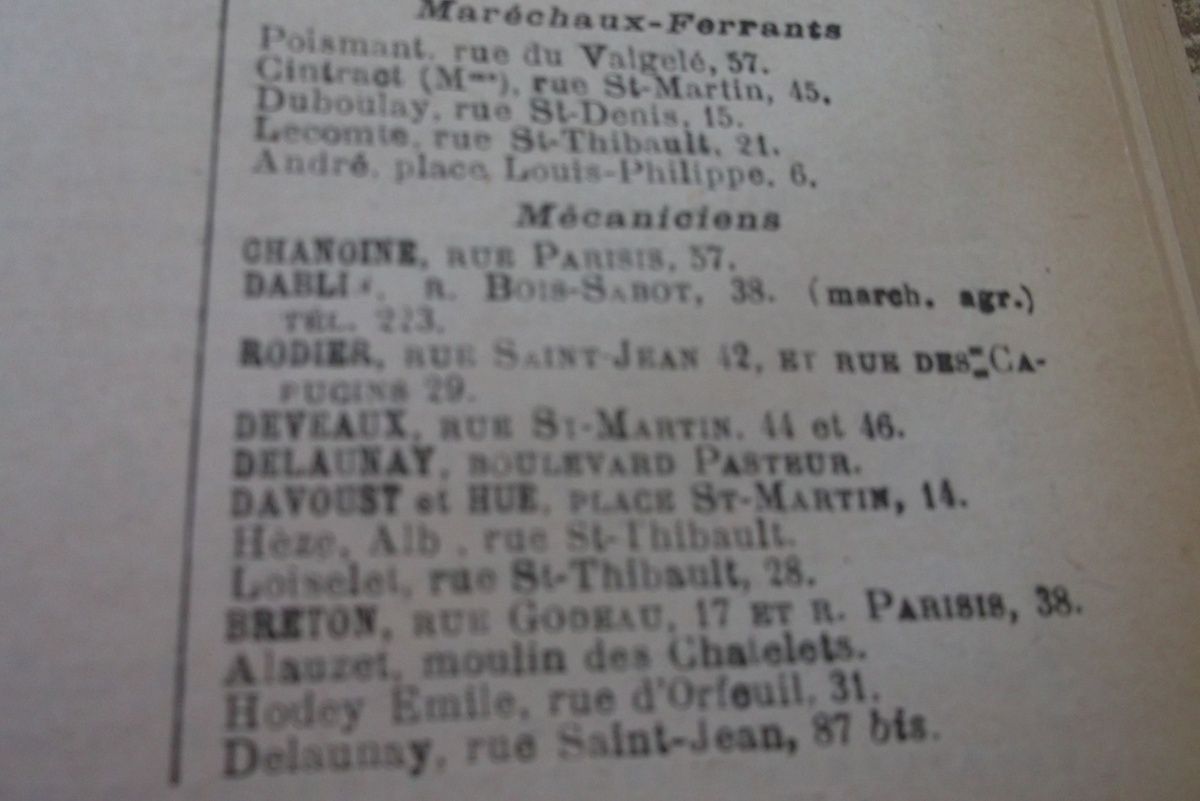 Maréchaux-Ferrants
Poismant, rue du Valgelé, 57.
Cintract (Mme), rue St-Martin, 45.
Duboulay, rue St-Denis, 15.
Lecomte, rue St-Thibault, 21.
André, place Louis-Philippe, 6.
Mécaniciens
CHANOINE, RUE PARISIS, 57.
R. BOIS-SABOT, 38. (march. agr.)
TÉL. 223.
RODIER, RUE SAINT-JEAN 42, ET RUE DES CA-
PUCINS 29.
DEVEAUX, RUE ST-MARTIN, 44 et 46.
DELAUNAY, BOULEVARD PASTEUR.
DAVOUST et HUE, PLACE ST-MARTIN, 14.
Hèze, Alb., rue St-Thibault.
Loiselet, rue St-Thibault, 28.
BRETON, RUE GODEAU, 17 ET R. PARISIS, 38.
Alauzet, moulin des Chatelets.
Hodey Emile, rue d'Orfeuil, 31.
Delaunay, rue Saint-Jean, 87 bis.